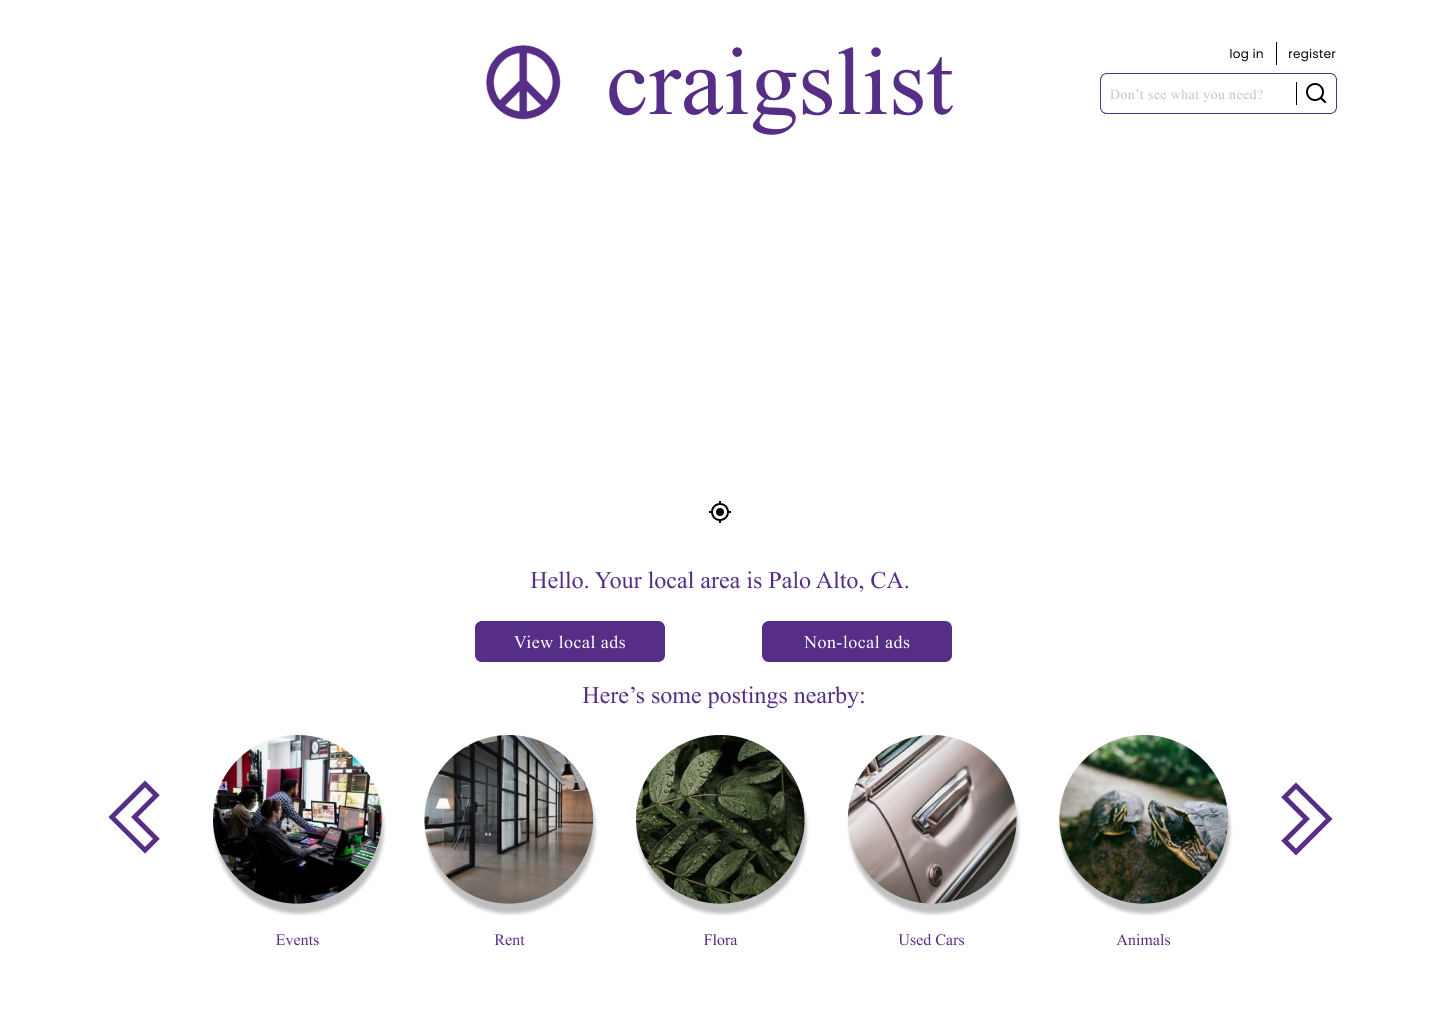 craigslist
log in
register
Don’t see what you need?
Hello. Your local area is Palo Alto, CA.
View local ads
Non-local ads
Here’s some postings nearby:
Events
Rent
Flora
Used Cars
Animals